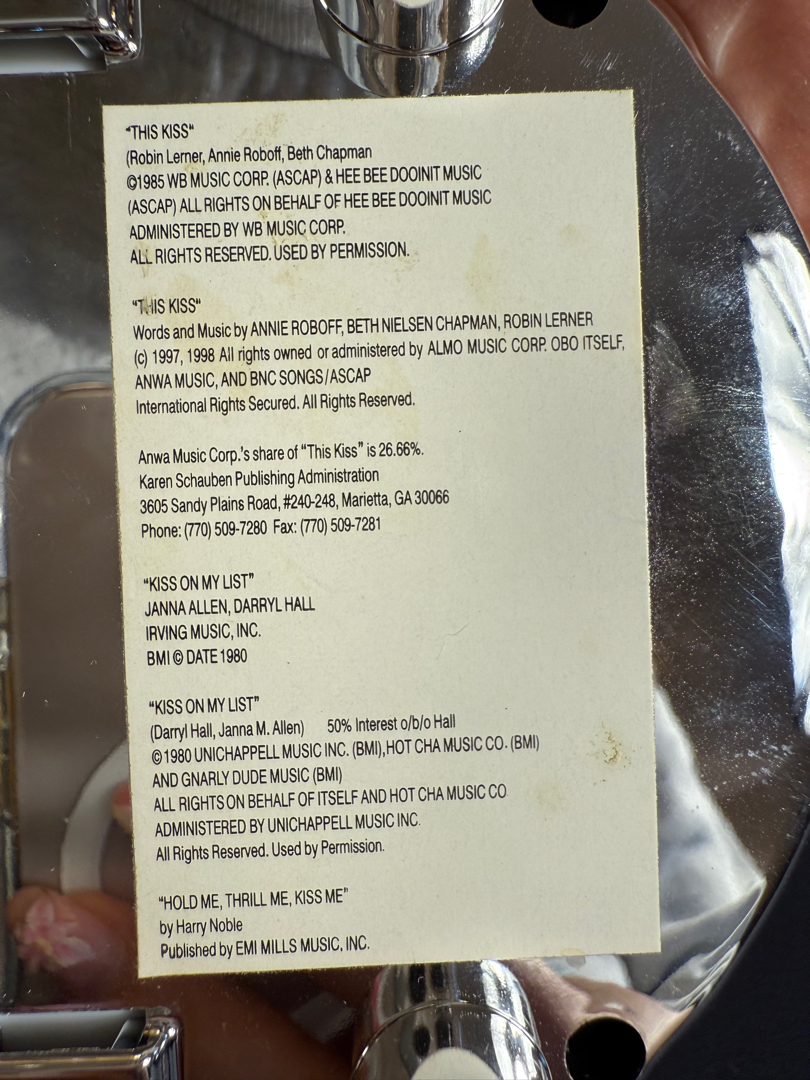 "THIS KISS"
(Robin Lerner, Annie Roboff, Beth Chapman
©1985 WB MUSIC CORP. (ASCAP) & HEE BEE DOOINIT MUSIC
(ASCAP) ALL RIGHTS ON BEHALF OF HEE BEE DOOINIT MUSIC
ADMINISTERED BY WB MUSIC CORP.
ALL RIGHTS RESERVED. USED BY PERMISSION.
"THIS KISS"
Words and Music by ANNIE ROBOFF, BETH NIELSEN CHAPMAN, ROBIN LERNER
(c) 1997, 1998 All rights owned or administered by ALMO MUSIC CORP. OBO ITSELF,
ANWA MUSIC, AND BNC SONGS/ASCAP
International Rights Secured. All Rights Reserved.
Anwa Music Corp.'s share of "This Kiss" is 26.66%.
Karen Schauben Publishing Administration
3605 Sandy Plains Road, #240-248, Marietta, GA 30066
Phone: (770) 509-7280 Fax: (770) 509-7281
"KISS ON MY LIST"
JANNA ALLEN, DARRYL HALL
IRVING MUSIC, INC.
BMI © DATE 1980
"KISS ON MY LIST"
(Darryl Hall, Janna M. Allen) 50% Interest o/b/o Hall
©1980 UNICHAPPELL MUSIC INC. (BMI), HOT CHA MUSIC CO. (BMI)
AND GNARLY DUDE MUSIC (BMI)
ALL RIGHTS ON BEHALF OF ITSELF AND HOT CHA MUSIC CO
ADMINISTERED BY UNICHAPPELL MUSIC INC.
All Rights Reserved. Used by Permission.
"HOLD ME, THRILL ME, KISS ME"
by Harry Noble
Published by EMI MILLS MUSIC, INC.